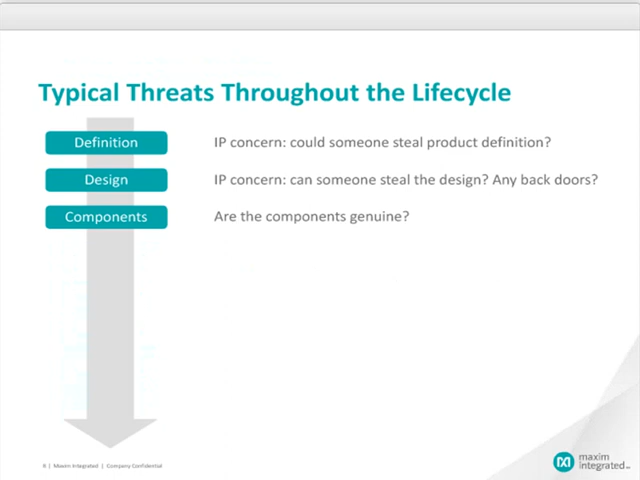 Typical Threats Throughout the Lifecycle
Definition IP concern: could someone steal product definition?
Design IP concern: can someone steal the design? Any back doors?
Components Are the components genuine?
maxim
integrated™
| Maxim Integrated | Company Confidential